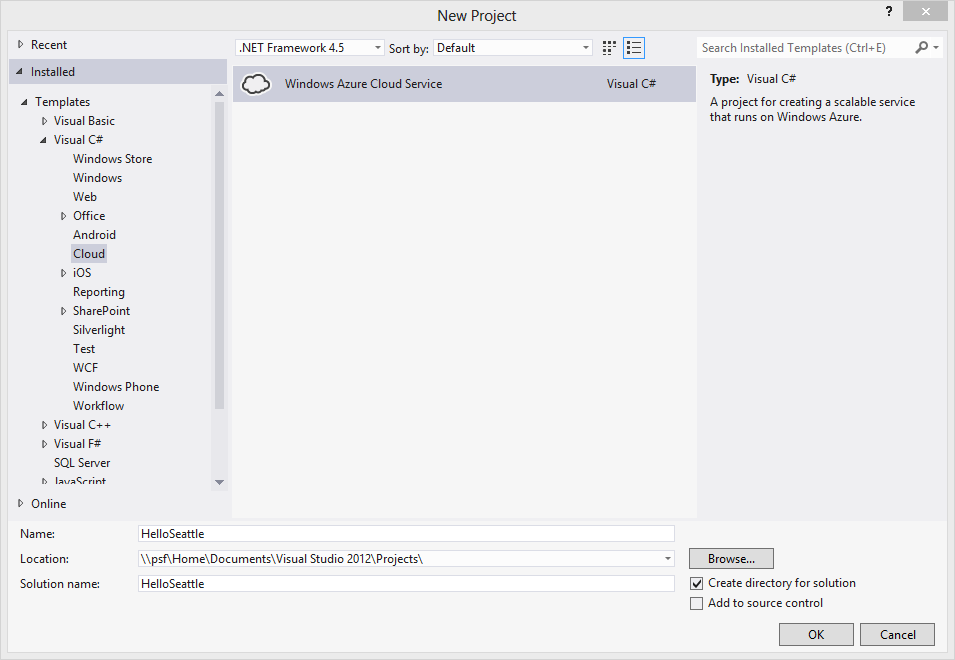 New Project
?
Recent
Installed
Templates
Visual Basic
Visual C#
Windows Store
Windows
Web
Office
Android
Cloud
iOS
Reporting
SharePoint
Silverlight
Test
WCF
Windows Phone
Workflow
Visual C++
Visual F#
SQL Server
JavaScript
Online
.NET Framework 4.5
Sort by:
Default
Windows Azure Cloud Service
Visual C#
Search Installed Templates (Ctrl+E)
Type: Visual C#
A project for creating a scalable service
that runs on Windows Azure.
Name:
HelloSeattle
Location:
\\psf\Home\Documents\Visual Studio 2012\Projects\
Solution name:
HelloSeattle
Browse...
Create directory for solution
Add to source control
OK
Cancel